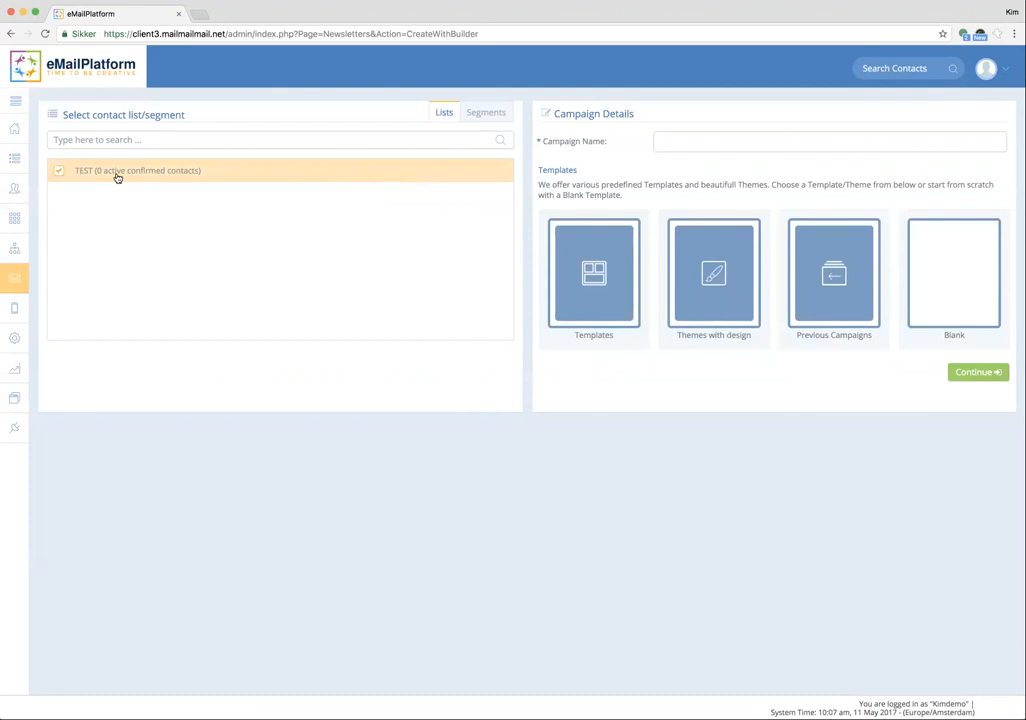 eMailPlatform
Kim
Sikker
https://client3.mailmailmail.net/admin/index.php?Page=Newsletters&Action=CreateWithBuilder
New
eMailPlatform
TIME TO BE CREATIVE
Search Contacts
Select contact list/segment
Lists
Segments
Type here to search ...
TEST (0 active confirmed contacts)
Campaign Details
* Campaign Name:
Templates
We offer various predefined Templates and beautifull Themes. Choose a Template/Theme from below or start from scratch
with a Blank Template.
Templates
Themes with design
Previous Campaigns
Blank
Continue
You are logged in as "Kimdemo" |
System Time: 10:07 am, 11 May 2017 - (Europe/Amsterdam)